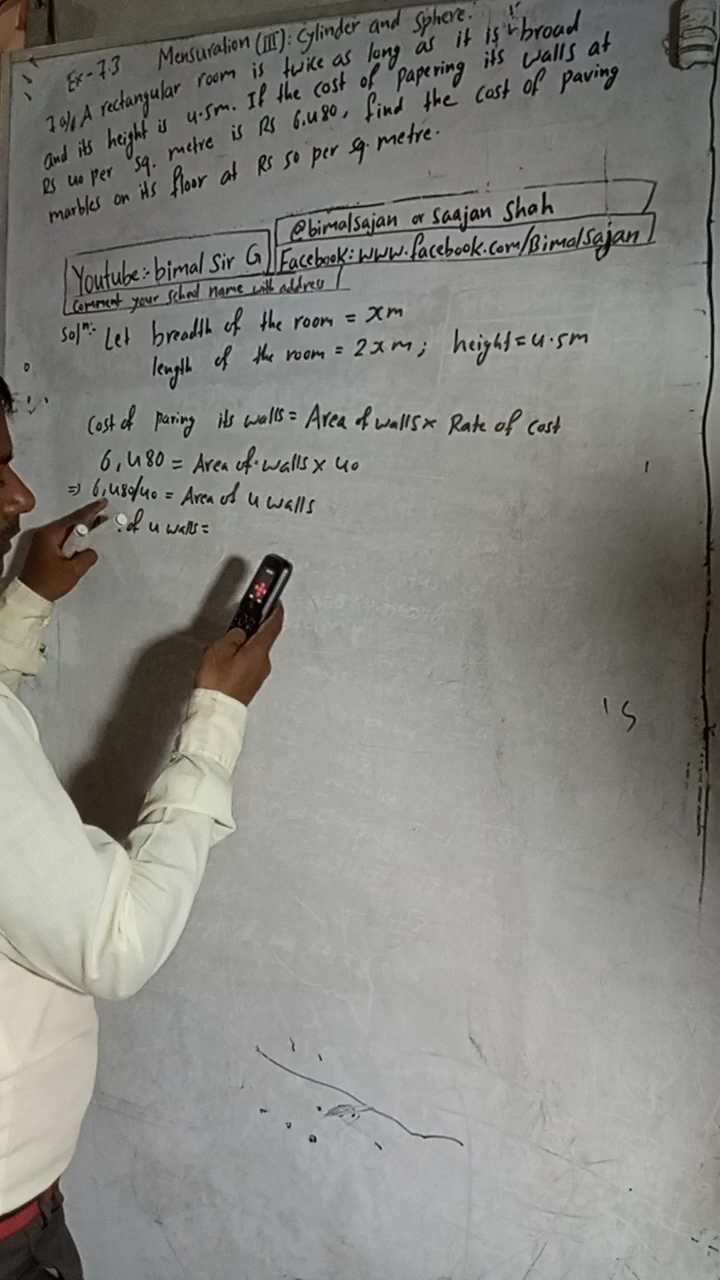 Ex-7.3 Mensuration (III): Cylinder and Sphere.
7 a) A rectangular room is twice as long as it is broad
and its height is 4.5m. If the cost of papering its walls at
Rs 40 per sq. metre is Rs 6,480, find the cost of paving
marbles on its floor at Rs 50 per sq. metre.
@bimalsajan or Saajan Shah
Youtube:- bimal Sir G
Facebook: www.facebook.com/Bimalsajan
comment your school name with address
Solⁿ:- Let breadth of the room = xm
length of the room = 2xm; height = 4.5m
Cost of paving its walls = Area of walls x Rate of cost
6,480 = Area of walls x 40
⇒ 6,480/40 = Area of 4 walls
of 4 walls =